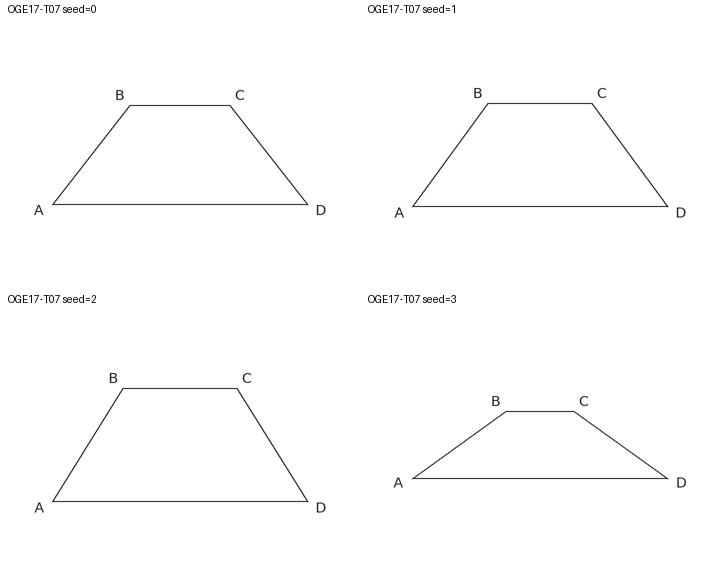 OGE17-T07 seed=0
OGE17-T07 seed=1
B C
B C
A D
A D
OGE17-T07 seed=2
OGE17-T07 seed=3
B C
B C
A D
A D